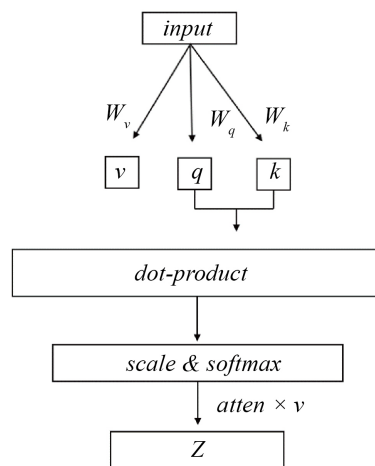 input
W_v W_q W_k
v q k
dot-product
scale & softmax
atten × v
Z